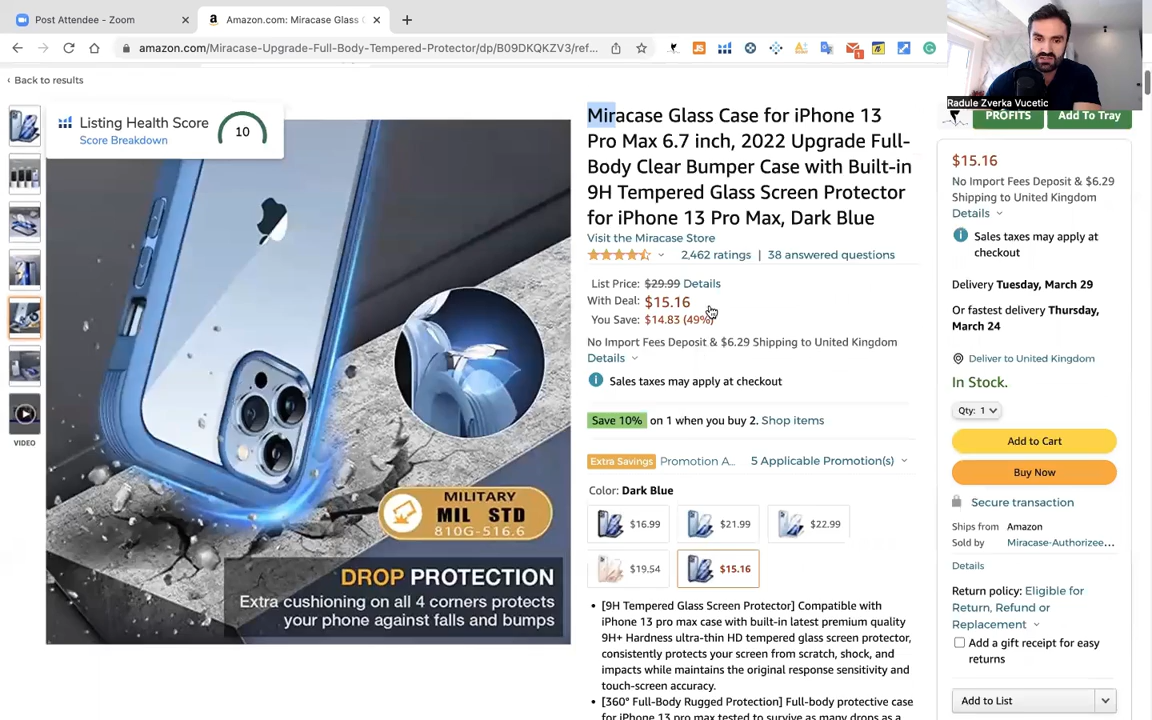 Post Attendee - Zoom
Amazon.com: Miracase Glass C
amazon.com/Miracase-Upgrade-Full-Body-Tempered-Protector/dp/B09DKQKZV3/ref...
JS
1
Radule Zverka Vucetic
‹ Back to results
Listing Health Score
Score Breakdown
10
VIDEO
MILITARY
MIL STD
810G-516.6
DROP PROTECTION
Extra cushioning on all 4 corners protects
your phone against falls and bumps
Miracase Glass Case for iPhone 13
Pro Max 6.7 inch, 2022 Upgrade Full-
Body Clear Bumper Case with Built-in
9H Tempered Glass Screen Protector
for iPhone 13 Pro Max, Dark Blue
Visit the Miracase Store
2,462 ratings | 38 answered questions
List Price: $29.99 Details
With Deal: $15.16
You Save: $14.83 (49%)
No Import Fees Deposit & $6.29 Shipping to United Kingdom
Details
Sales taxes may apply at checkout
Save 10% on 1 when you buy 2. Shop items
Extra Savings Promotion A... 5 Applicable Promotion(s)
Color: Dark Blue
$16.99 $21.99 $22.99
$19.54 $15.16
• [9H Tempered Glass Screen Protector] Compatible with
iPhone 13 pro max case with built-in latest premium quality
9H+ Hardness ultra-thin HD tempered glass screen protector,
consistently protects your screen from scratch, shock, and
impacts while maintains the original response sensitivity and
touch-screen accuracy.
• [360° Full-Body Rugged Protection] Full-body protective case
for iPhone 13 pro max tested to survive as many drops as a
PROFITS Add To Tray
$15.16
No Import Fees Deposit & $6.29
Shipping to United Kingdom
Details
Sales taxes may apply at
checkout
Delivery Tuesday, March 29
Or fastest delivery Thursday,
March 24
Deliver to United Kingdom
In Stock.
Qty: 1
Add to Cart
Buy Now
Secure transaction
Ships from Amazon
Sold by Miracase-Authorizee...
Details
Return policy: Eligible for
Return, Refund or
Replacement
Add a gift receipt for easy
returns
Add to List